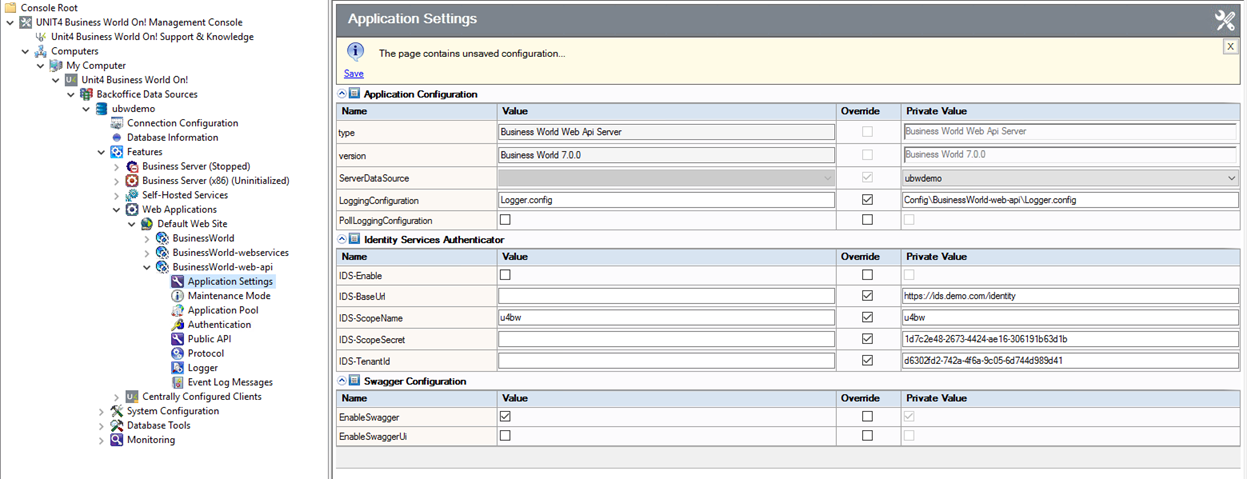 Console Root
UNIT4 Business World On! Management Console
Unit4 Business World On! Support & Knowledge
Computers
My Computer
Unit4 Business World On!
Backoffice Data Sources
ubwdemo
Connection Configuration
Database Information
Features
Business Server (Stopped)
Business Server (x86) (Uninitialized)
Self-Hosted Services
Web Applications
Default Web Site
BusinessWorld
BusinessWorld-webservices
BusinessWorld-web-api
Application Settings
Maintenance Mode
Application Pool
Authentication
Public API
Protocol
Logger
Event Log Messages
Centrally Configured Clients
System Configuration
Database Tools
Monitoring
Application Settings
The page contains unsaved configuration...
X
Save
Application Configuration
Name Value Override Private Value
type Business World Web Api Server Business World Web Api Server
version Business World 7.0.0 Business World 7.0.0
ServerDataSource ubwdemo
LoggingConfiguration Logger.config Config\BusinessWorld-web-api\Logger.config
PollLoggingConfiguration
Identity Services Authenticator
Name Value Override Private Value
IDS-Enable
IDS-BaseUrl https://ids.demo.com/identity
IDS-ScopeName u4bw u4bw
IDS-ScopeSecret 1d7c2e48-2673-4424-ae16-306191b63d1b
IDS-TenantId d6302fd2-742a-4f6a-9c05-6d744d989d41
Swagger Configuration
Name Value Override Private Value
EnableSwagger
EnableSwaggerUi